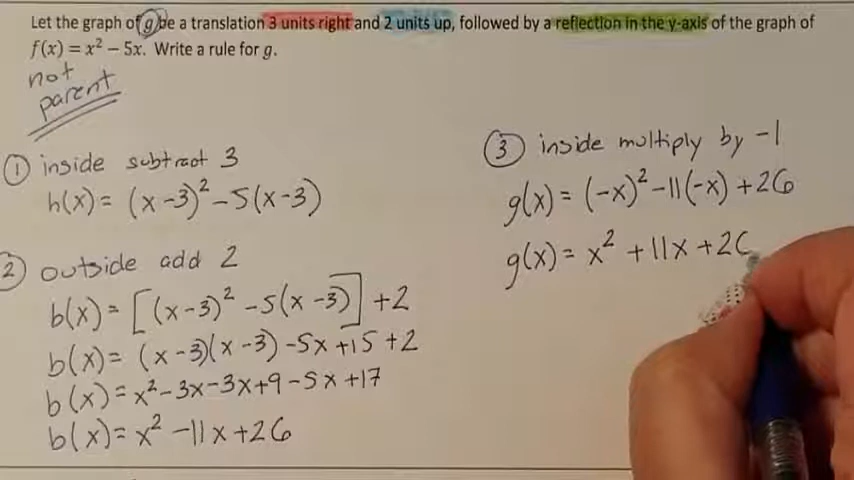 Let the graph of g be a translation 3 units right and 2 units up, followed by a reflection in the y-axis of the graph of
f(x) = x² − 5x. Write a rule for g.
not
parent
① inside subtract 3
h(x) = (x-3)² -5(x-3)
2 outside add 2
b(x) = [(x-3)² -5(x-3)] +2
b(x) = (x-3)(x-3) -5x+15+2
b(x) = x²-3x-3x+9-5x+17
b(x) = x² -11x+26
③ inside multiply by -1
g(x) = (-x)² -11(-x) +26
g(x) = x² +11x +26